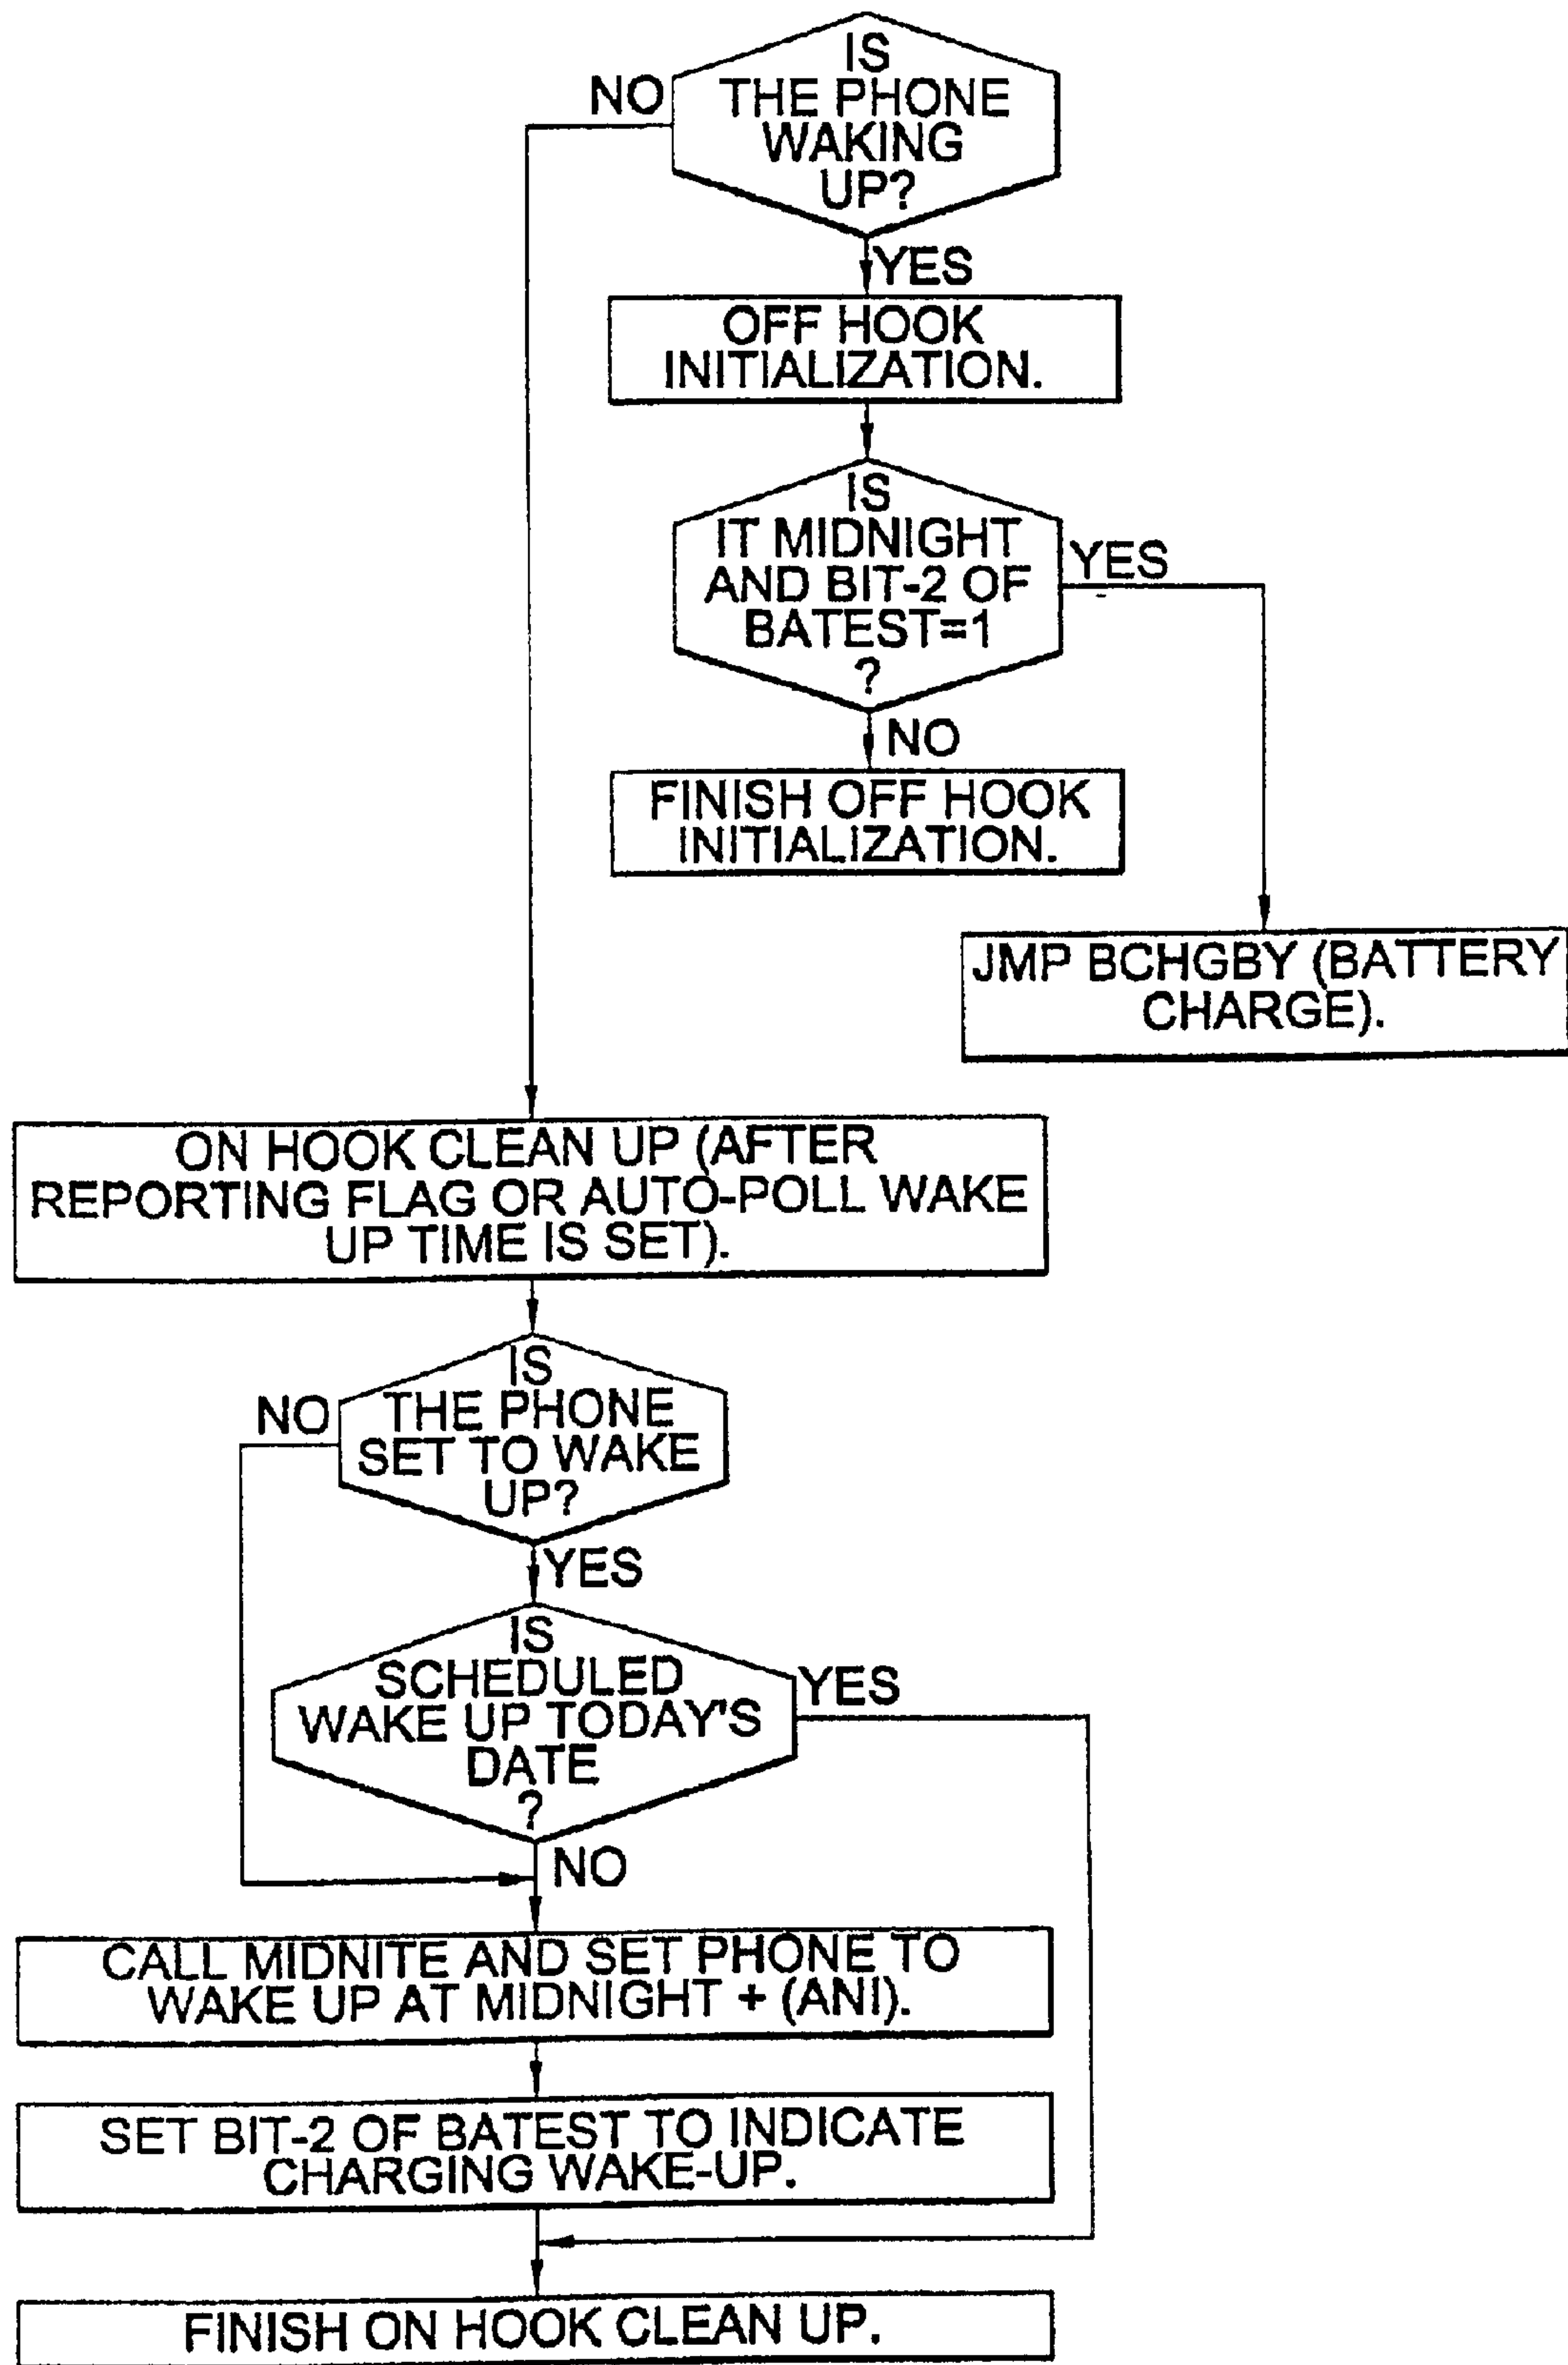 IS
THE PHONE
WAKING
UP?
NO
YES
OFF HOOK
INITIALIZATION.
IS
IT MIDNIGHT
AND BIT-2 OF
BATEST=1
?
YES
NO
FINISH OFF HOOK
INITIALIZATION.
JMP BCHGBY (BATTERY
CHARGE).
ON HOOK CLEAN UP (AFTER
REPORTING FLAG OR AUTO-POLL WAKE
UP TIME IS SET).
IS
THE PHONE
SET TO WAKE
UP?
NO
YES
IS
SCHEDULED
WAKE UP TODAY'S
DATE
?
YES
NO
CALL MIDNITE AND SET PHONE TO
WAKE UP AT MIDNIGHT + (ANI).
SET BIT-2 OF BATEST TO INDICATE
CHARGING WAKE-UP.
FINISH ON HOOK CLEAN UP.